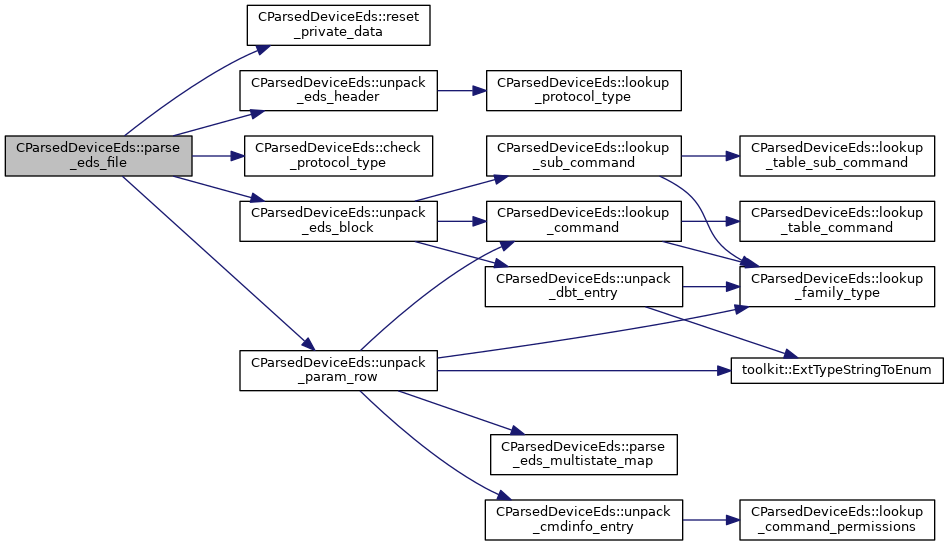 CParsedDeviceEds::parse
_eds_file
CParsedDeviceEds::reset
_private_data
CParsedDeviceEds::unpack
_eds_header
CParsedDeviceEds::check
_protocol_type
CParsedDeviceEds::unpack
_eds_block
CParsedDeviceEds::unpack
_param_row
CParsedDeviceEds::lookup
_protocol_type
CParsedDeviceEds::lookup
_sub_command
CParsedDeviceEds::lookup
_command
CParsedDeviceEds::unpack
_dbt_entry
CParsedDeviceEds::parse
_eds_multistate_map
CParsedDeviceEds::unpack
_cmdinfo_entry
CParsedDeviceEds::lookup
_table_sub_command
CParsedDeviceEds::lookup
_table_command
CParsedDeviceEds::lookup
_family_type
toolkit::ExtTypeStringToEnum
CParsedDeviceEds::lookup
_command_permissions